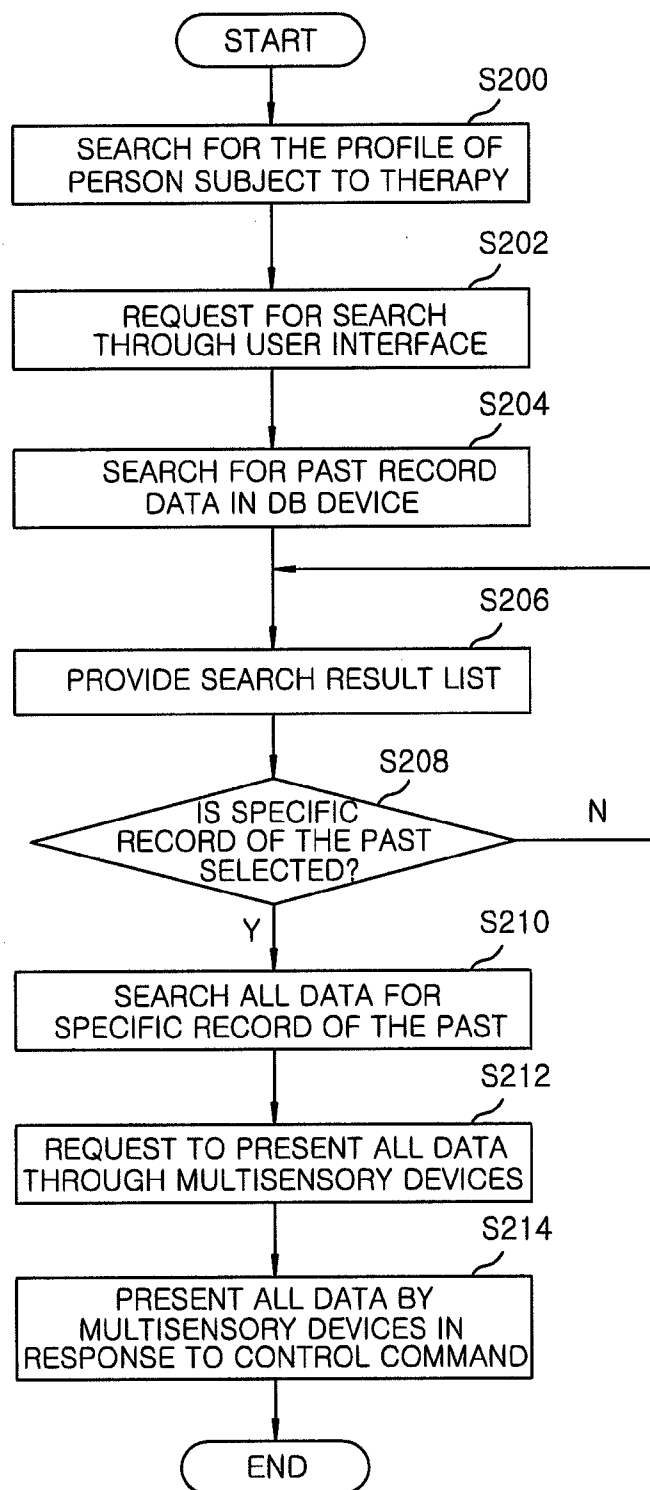 START
S200
SEARCH FOR THE PROFILE OF
PERSON SUBJECT TO THERAPY
S202
REQUEST FOR SEARCH
THROUGH USER INTERFACE
S204
SEARCH FOR PAST RECORD
DATA IN DB DEVICE
S206
PROVIDE SEARCH RESULT LIST
S208
IS SPECIFIC
RECORD OF THE PAST
SELECTED?
N
Y
S210
SEARCH ALL DATA FOR
SPECIFIC RECORD OF THE PAST
S212
REQUEST TO PRESENT ALL DATA
THROUGH MULTISENSORY DEVICES
S214
PRESENT ALL DATA BY
MULTISENSORY DEVICES IN
RESPONSE TO CONTROL COMMAND
END